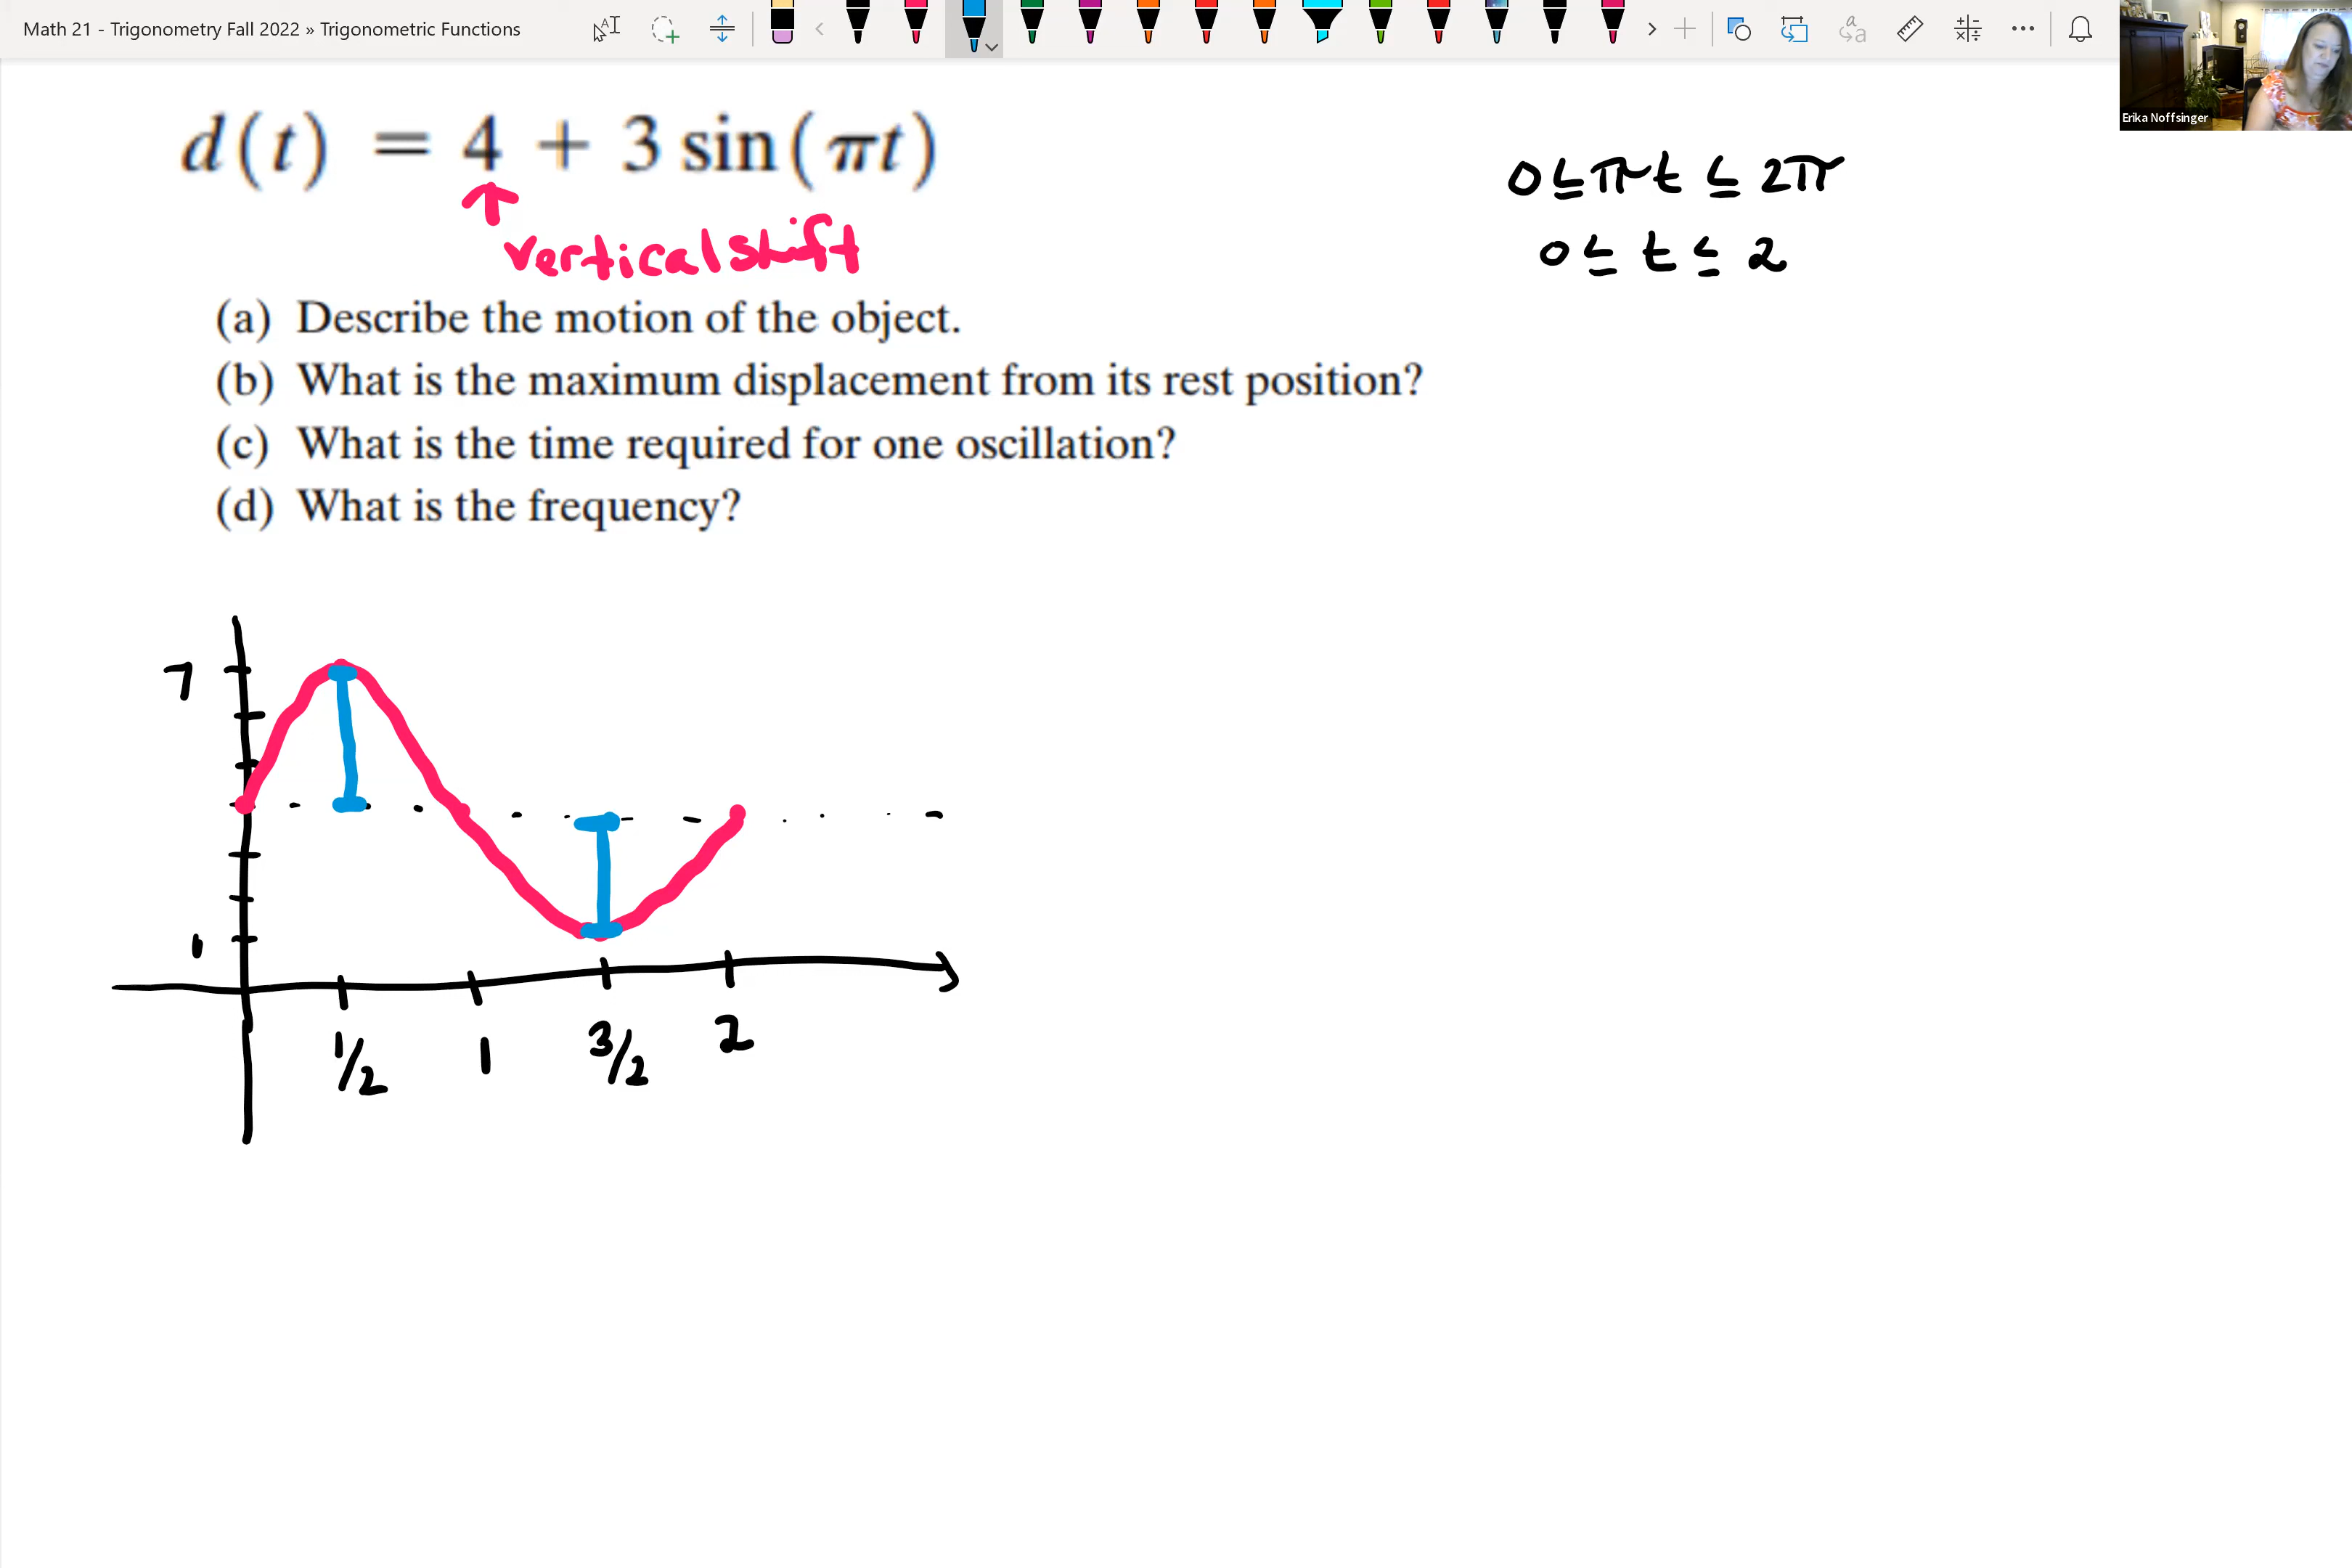 Math 21 - Trigonometry Fall 2022 » Trigonometric Functions
Erika Noffsinger
d(t) = 4 + 3 sin(πt)
vertical shift
0 ≤ πt ≤ 2π
0 ≤ t ≤ 2
(a) Describe the motion of the object.
(b) What is the maximum displacement from its rest position?
(c) What is the time required for one oscillation?
(d) What is the frequency?
7
1
1/2 1 3/2 2